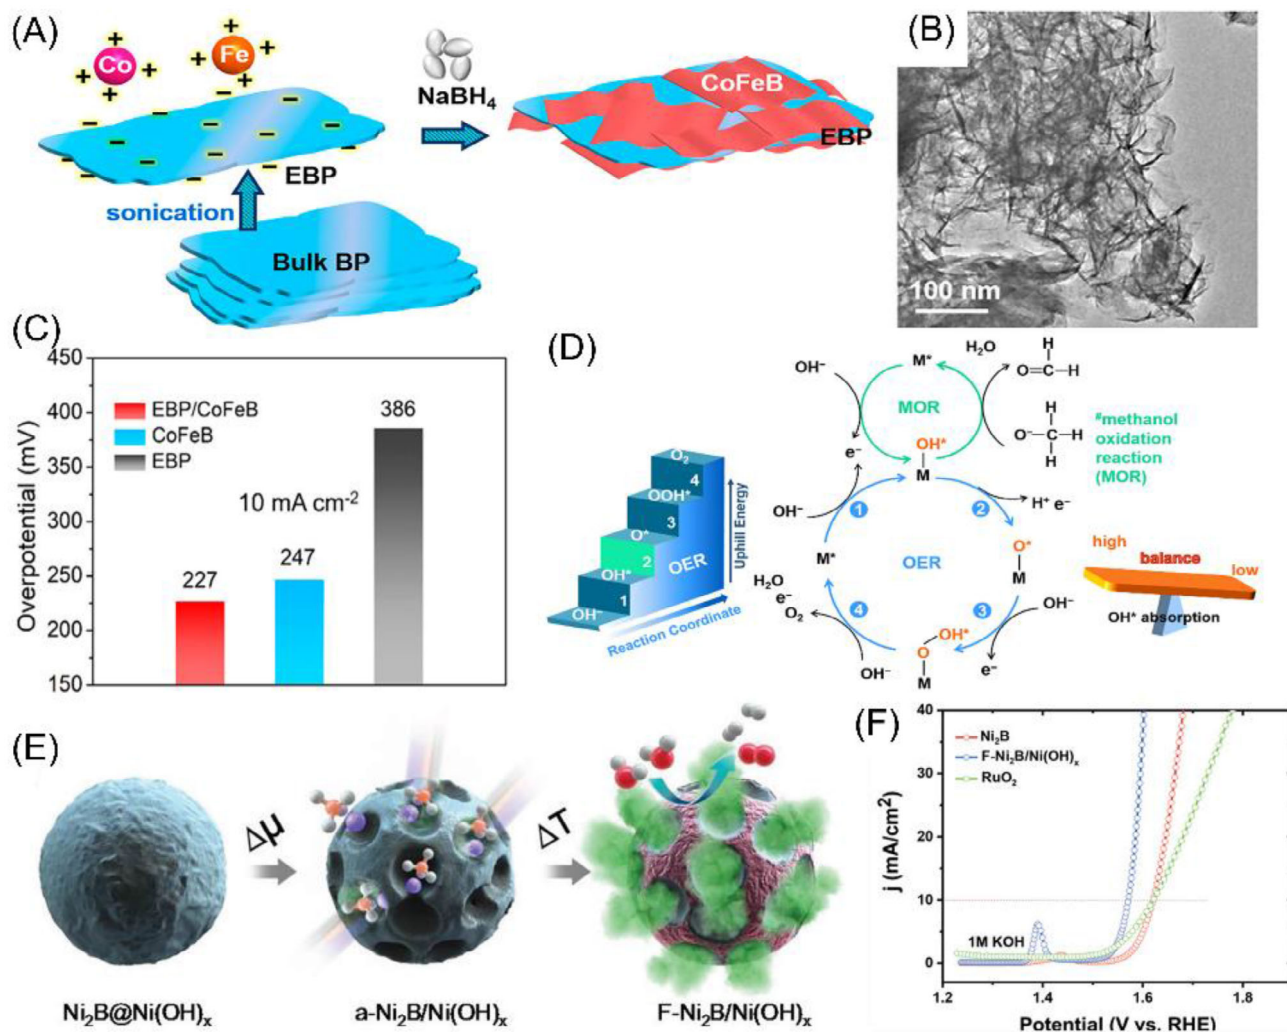 (A)
Co
Fe
NaBH₄
CoFeB
EBP
EBP
sonication
Bulk BP
(B)
100 nm
(C)
Overpotential (mV)
450
400
350
300
250
200
150
EBP/CoFeB
CoFeB
EBP
10 mA cm⁻²
227
247
386
(D)
OH⁻
M*
H₂O
O=C–H
H
MOR
OH*
M
e⁻
O⁻–C–H
H
H
#methanol
oxidation
reaction
(MOR)
O₂
4
OOH*
3
O*
2
OH*
1
OH⁻
OER
Uphill Energy
Reaction Coordinate
OH⁻
1
2
H⁺ e⁻
M*
OER
O*
M
H₂O
e⁻
O₂
4
3
OH⁻
OH⁻
OH*
O
M
e⁻
high
balance
low
OH* absorption
(E)
Δμ
ΔT
Ni₂B@Ni(OH)ₓ
a-Ni₂B/Ni(OH)ₓ
F-Ni₂B/Ni(OH)ₓ
(F)
j (mA/cm²)
40
30
20
10
0
Ni₂B
F-Ni₂B/Ni(OH)ₓ
RuO₂
1M KOH
1.2
1.4
1.6
1.8
Potential (V vs. RHE)